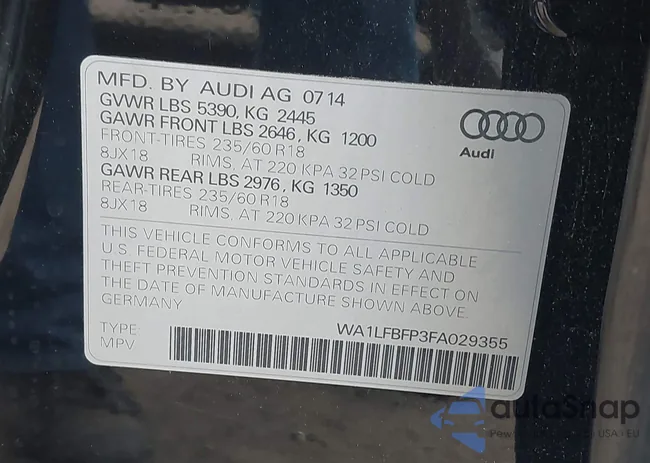 MFD. BY AUDI AG 0714
GVWR LBS 5390, KG 2445
GAWR FRONT LBS 2646, KG 1200
FRONT-TIRES 235/60 R18
8JX18 RIMS, AT 220 KPA 32 PSI COLD
GAWR REAR LBS 2976, KG 1350
REAR-TIRES 235/60 R18
8JX18 RIMS, AT 220 KPA 32 PSI COLD
Audi
THIS VEHICLE CONFORMS TO ALL APPLICABLE
U.S. FEDERAL MOTOR VEHICLE SAFETY AND
THEFT PREVENTION STANDARDS IN EFFECT ON
THE DATE OF MANUFACTURE SHOWN ABOVE.
GERMANY
TYPE: WA1LFBFP3FA029355
MPV
autoSnap
USA - EU